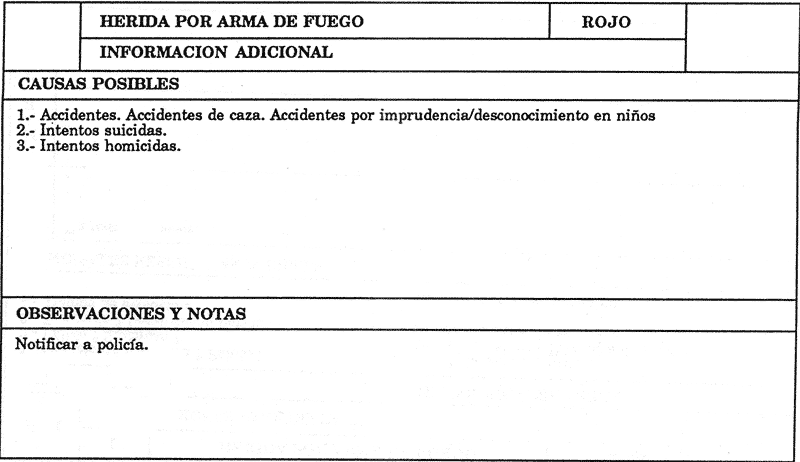 HERIDA POR ARMA DE FUEGO
ROJO
INFORMACION ADICIONAL
CAUSAS POSIBLES
1.- Accidentes. Accidentes de caza. Accidentes por imprudencia/desconocimiento en niños
2.- Intentos suicidas.
3.- Intentos homicidas.
OBSERVACIONES Y NOTAS
Notificar a policía.